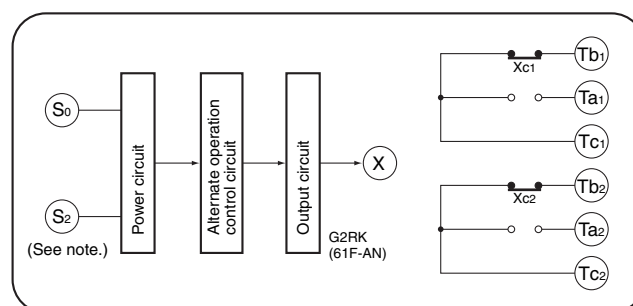 S0
S2
(See note.)
Power circuit
Alternate operation
control circuit
Output circuit
X
G2RK
(61F-AN)
Xc1
Tb1
Ta1
Tc1
Xc2
Tb2
Ta2
Tc2